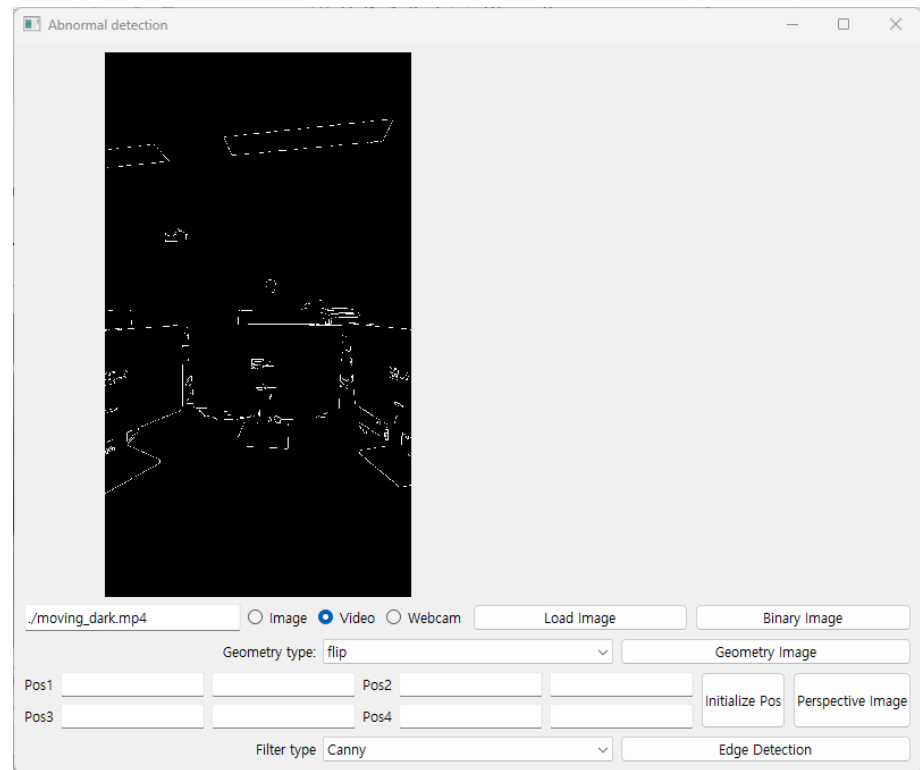 Abnormal detection
./moving_dark.mp4 Image Video Webcam Load Image Binary Image
Geometry type: flip Geometry Image
Pos1 Pos2
Initialize Pos Perspective Image
Pos3 Pos4
Filter type Canny Edge Detection